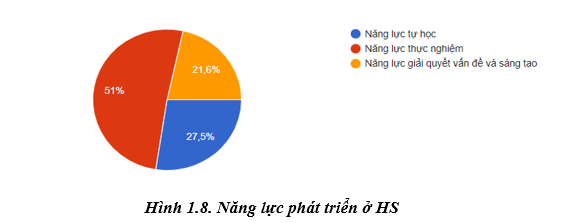 Năng lực tự học
Năng lực thực nghiệm
Năng lực giải quyết vấn đề và sáng tạo
51%
21,6%
27,5%
Hình 1.8. Năng lực phát triển ở HS